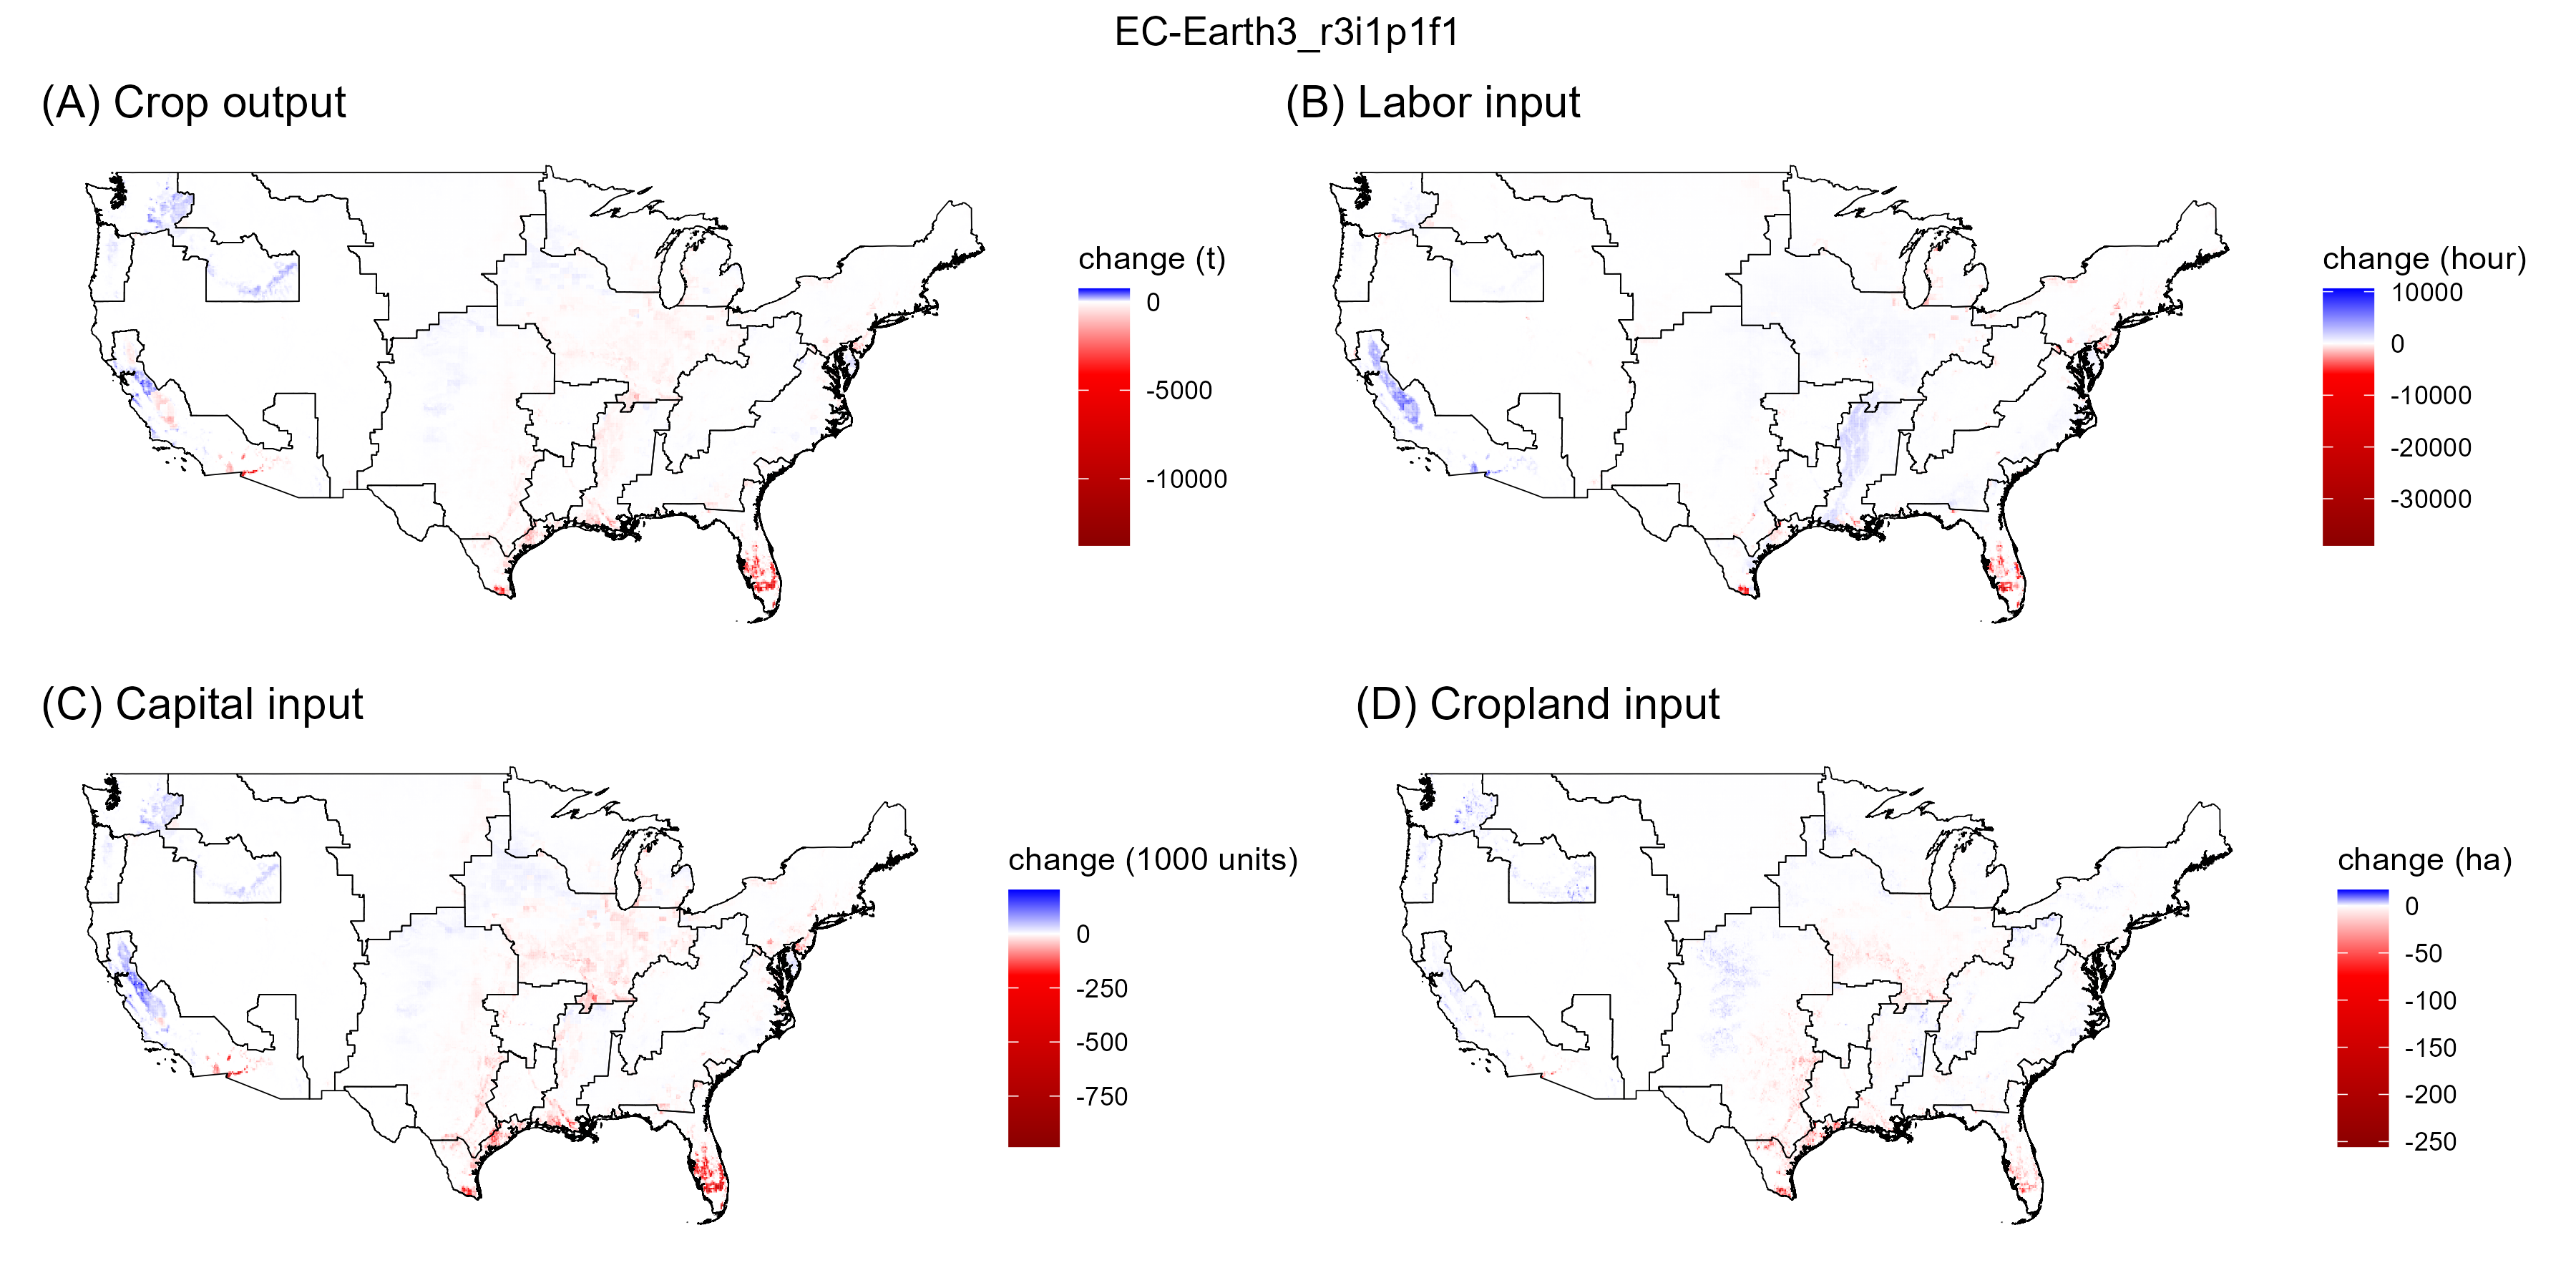 EC-Earth3_r3i1p1f1
(A) Crop output
change (t)
0
-5000
-10000
(B) Labor input
change (hour)
10000
0
-10000
-20000
-30000
(C) Capital input
change (1000 units)
0
-250
-500
-750
(D) Cropland input
change (ha)
0
-50
-100
-150
-200
-250